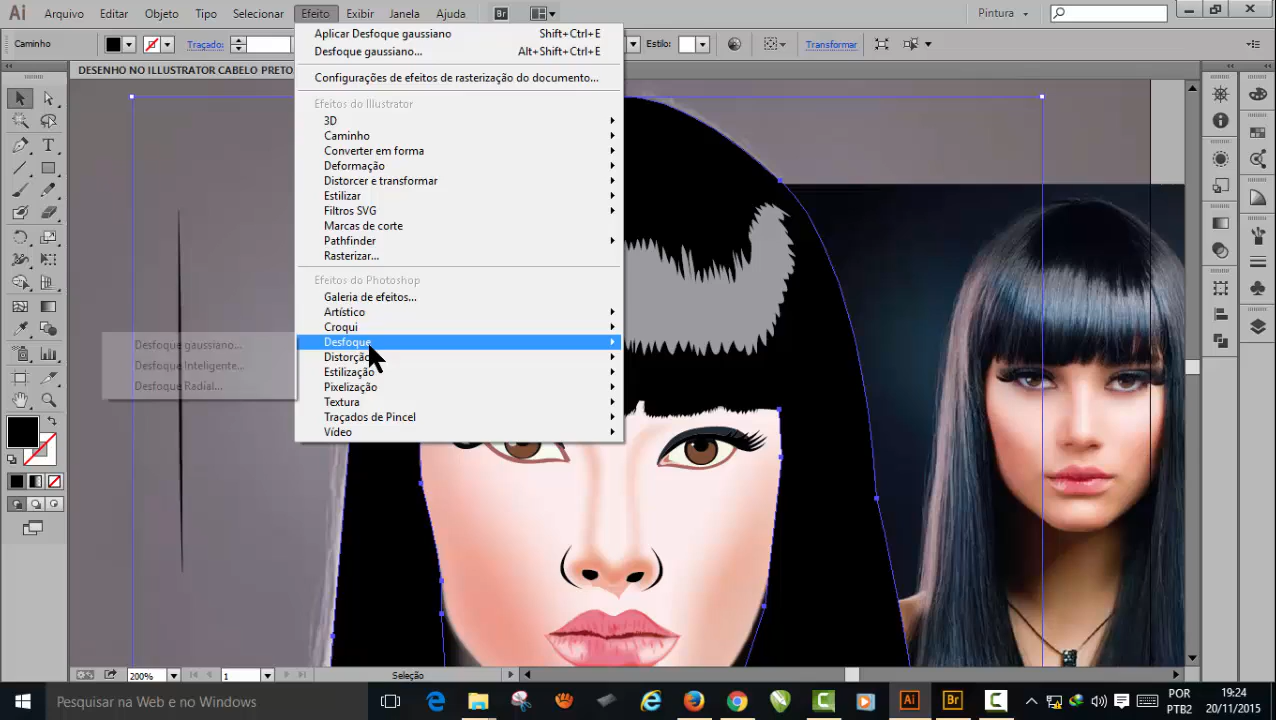 Ai Arquivo Editar Objeto Tipo Selecionar Efeito Exibir Janela Ajuda Br Pintura
Caminho Traçado: Estilo: Transformar
DESENHO NO ILLUSTRATOR CABELO PRETO
Aplicar Desfoque gaussiano Shift+Ctrl+E
Desfoque gaussiano... Alt+Shift+Ctrl+E
Configurações de efeitos de rasterização do documento...
Efeitos do Illustrator
3D
Caminho
Converter em forma
Deformação
Distorcer e transformar
Estilizar
Filtros SVG
Marcas de corte
Pathfinder
Rasterizar...
Efeitos do Photoshop
Galeria de efeitos...
Artístico
Croqui
Desfoque
Distorção
Estilização
Pixelização
Textura
Traçados de Pincel
Vídeo
Desfoque gaussiano...
Desfoque Inteligente...
Desfoque Radial...
200% 1 Seleção
Pesquisar na Web e no Windows
Ai Br
POR
PTB2
19:24
20/11/2015